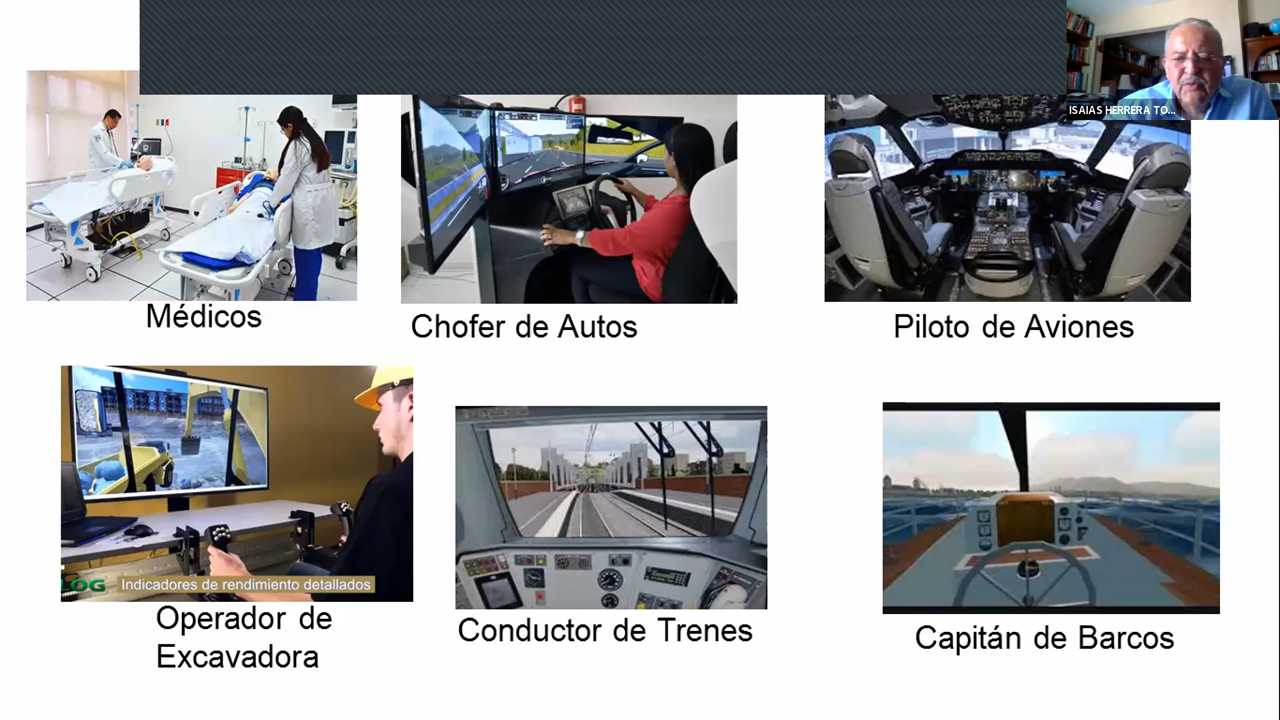 ISAIAS HERRERA TO...
Médicos
Chofer de Autos
Piloto de Aviones
LOG
Indicadores de rendimiento detallados
Operador de
Excavadora
Conductor de Trenes
Capitán de Barcos